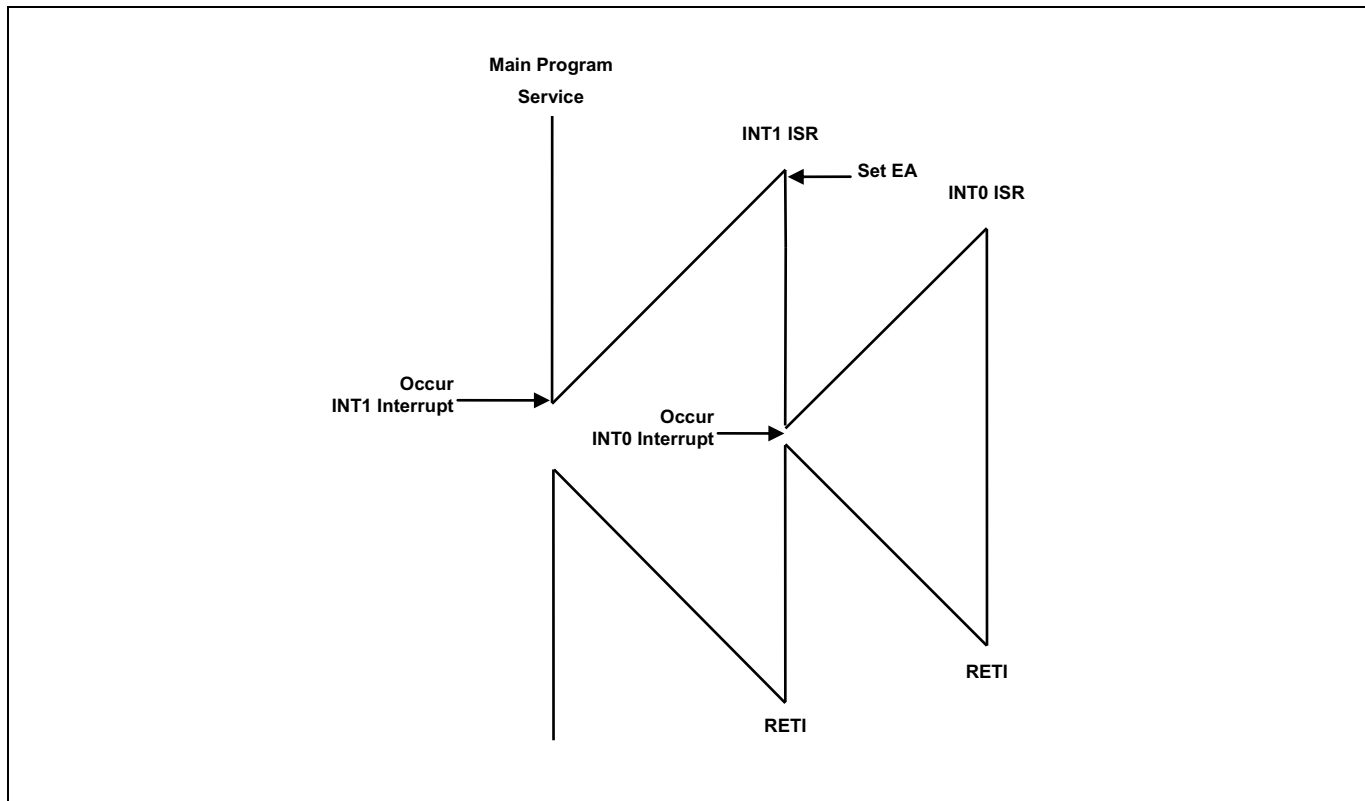 Main Program
Service
INT1 ISR
Set EA
INT0 ISR
Occur
INT1 Interrupt
Occur
INT0 Interrupt
RETI
RETI